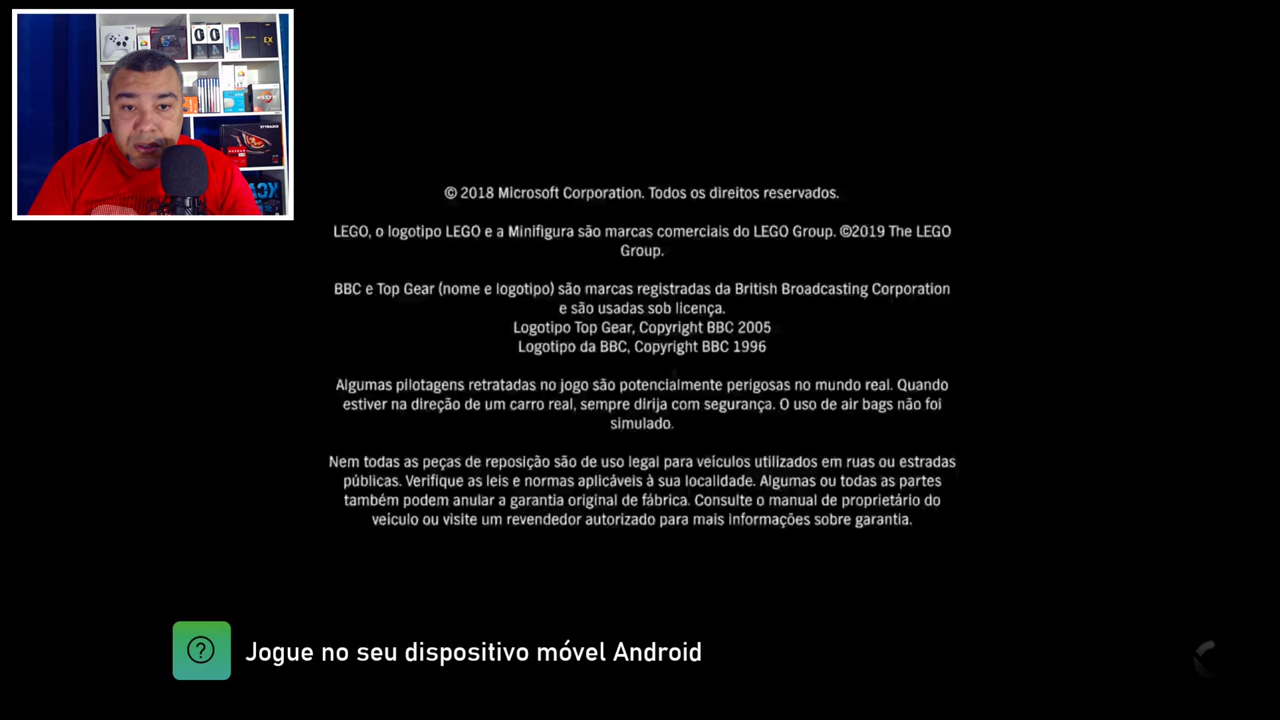 © 2018 Microsoft Corporation. Todos os direitos reservados.
LEGO, o logotipo LEGO e a Minifigura são marcas comerciais do LEGO Group. ©2019 The LEGO
Group.
BBC e Top Gear (nome e logotipo) são marcas registradas da British Broadcasting Corporation
e são usadas sob licença.
Logotipo Top Gear, Copyright BBC 2005
Logotipo da BBC, Copyright BBC 1996
Algumas pilotagens retratadas no jogo são potencialmente perigosas no mundo real. Quando
estiver na direção de um carro real, sempre dirija com segurança. O uso de air bags não foi
simulado.
Nem todas as peças de reposição são de uso legal para veículos utilizados em ruas ou estradas
públicas. Verifique as leis e normas aplicáveis à sua localidade. Algumas ou todas as partes
também podem anular a garantia original de fábrica. Consulte o manual de proprietário do
veículo ou visite um revendedor autorizado para mais informações sobre garantia.
Jogue no seu dispositivo móvel Android